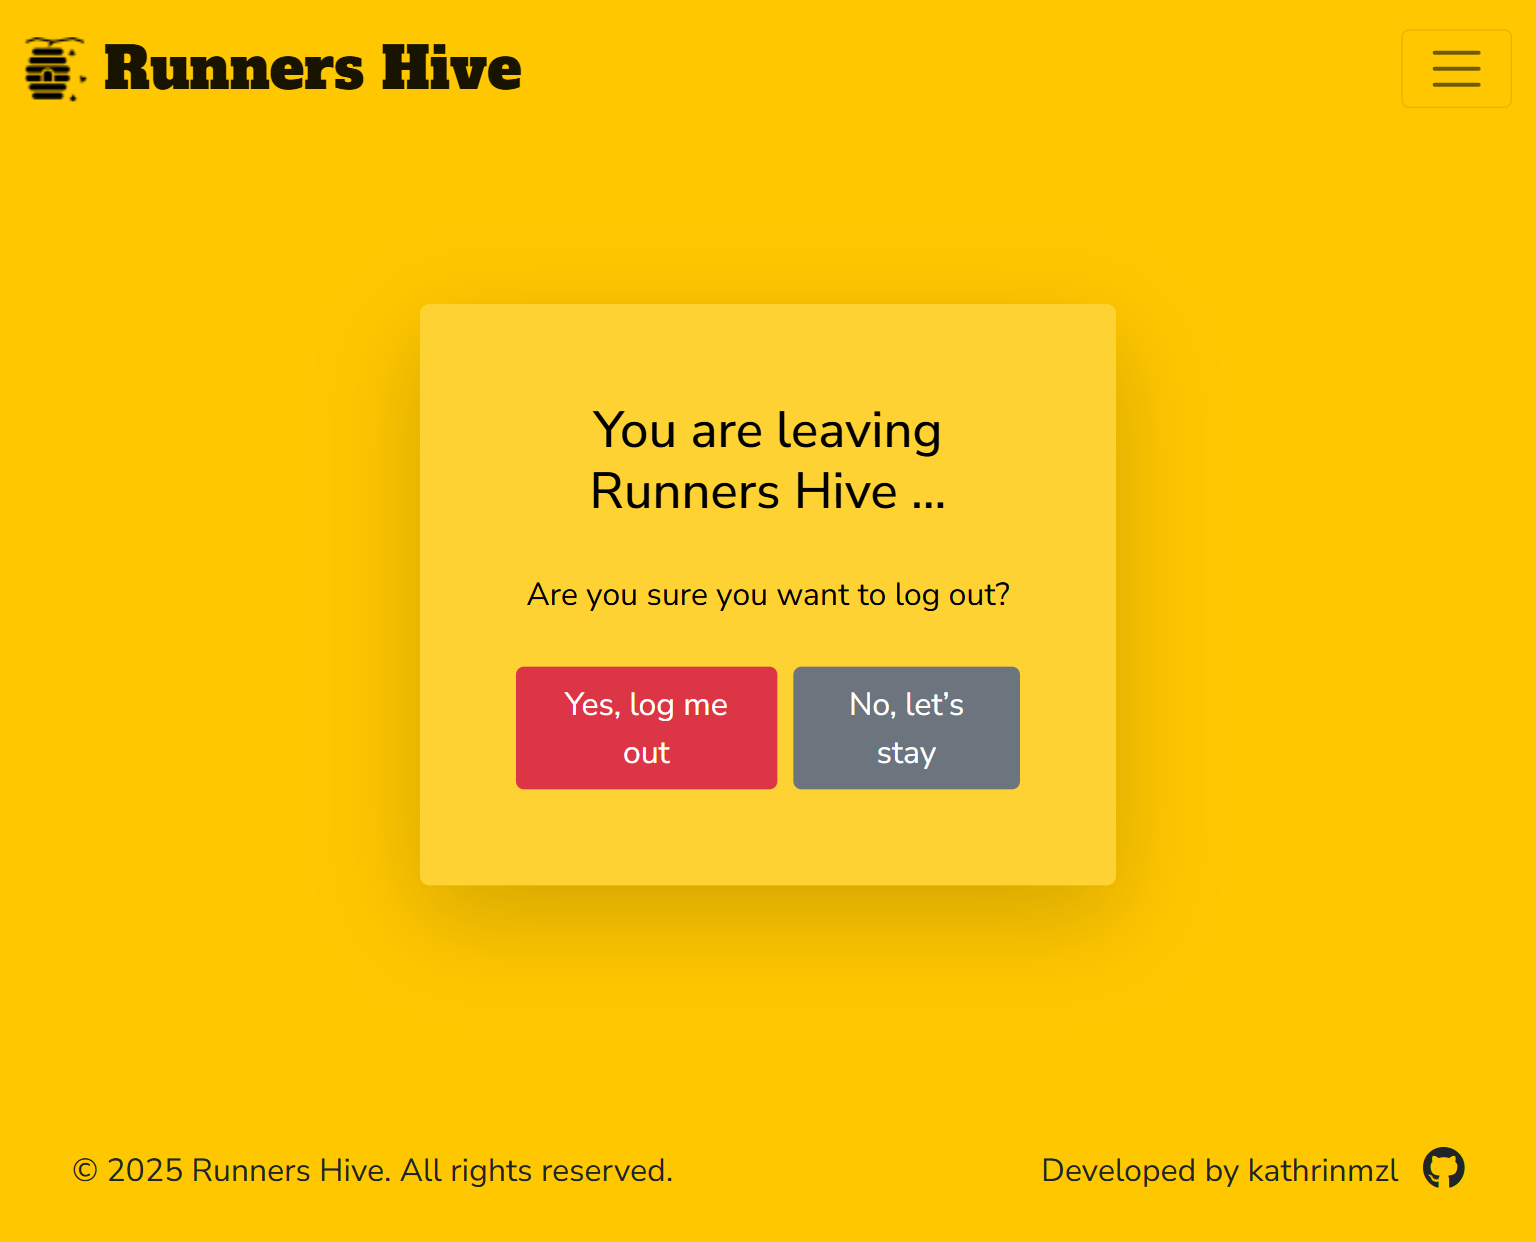 Runners Hive
You are leaving
Runners Hive ...
Are you sure you want to log out?
Yes, log me
out
No, let’s
stay
© 2025 Runners Hive. All rights reserved.
Developed by kathrinmzl